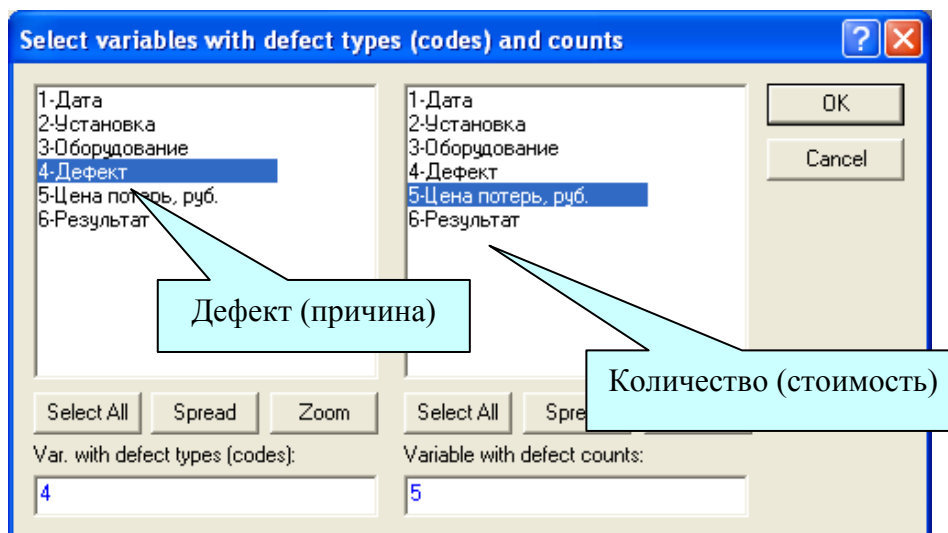 Select variables with defect types (codes) and counts
1-Дата
2-Установка
3-Оборудование
4-Дефект
5-Цена потерь, руб.
6-Результат
1-Дата
2-Установка
3-Оборудование
4-Дефект
5-Цена потерь, руб.
6-Результат
OK
Cancel
Дефект (причина)
Количество (стоимость)
Select All
Spread
Zoom
Select All
Spre
Var. with defect types (codes):
Variable with defect counts:
4
5